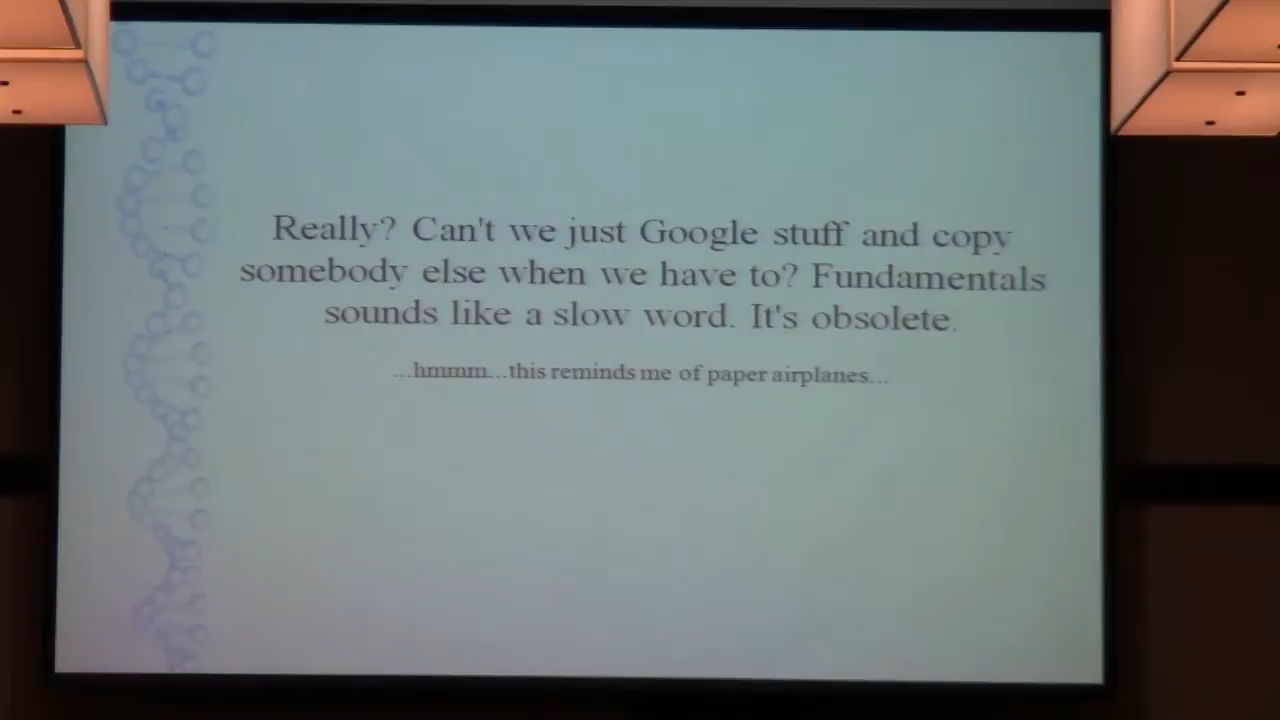 Really? Can't we just Google stuff and copy
somebody else when we have to? Fundamentals
sounds like a slow word. It's obsolete.
...hmmm...this reminds me of paper airplanes...